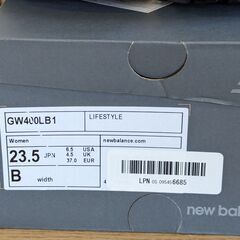 GW400LB1
LIFESTYLE
Women
newbalance.com
23.5 JPN
6.5 USA
4.5 UK
37.0 EUR
B width
4
LPN
6685
new bala